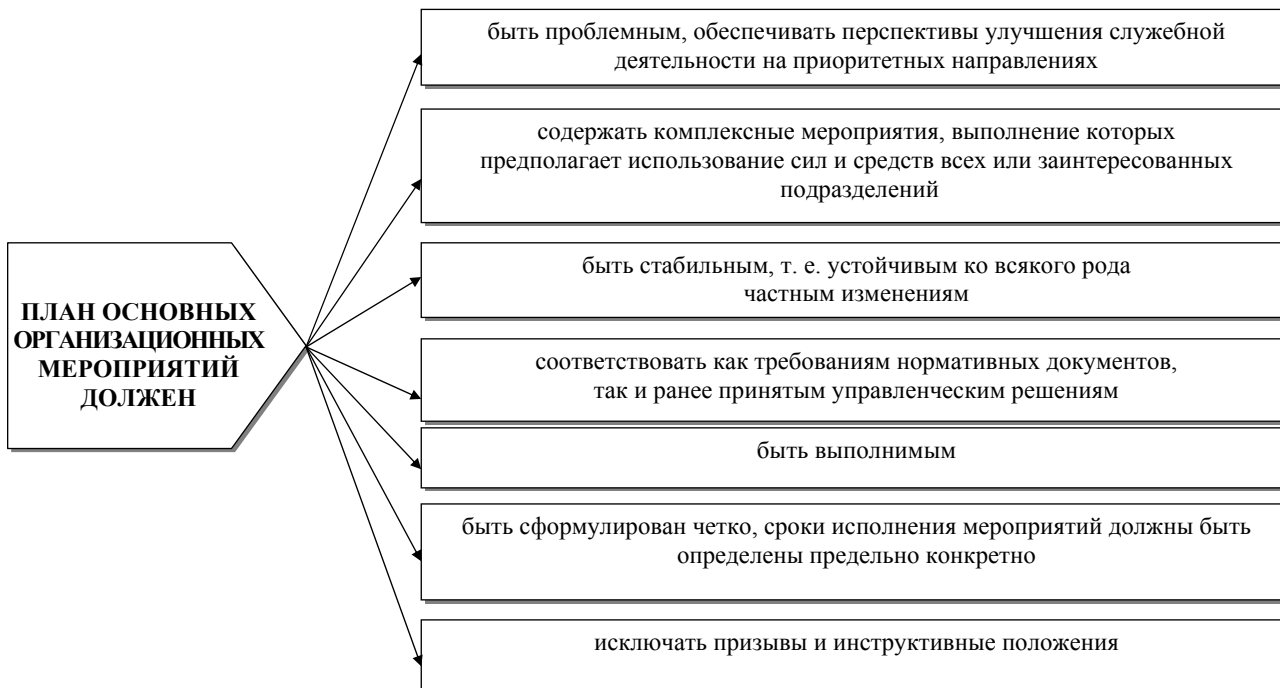 ПЛАН ОСНОВНЫХ
ОРГАНИЗАЦИОННЫХ
МЕРОПРИЯТИЙ
ДОЛЖЕН
быть проблемным, обеспечивать перспективы улучшения служебной
деятельности на приоритетных направлениях
содержать комплексные мероприятия, выполнение которых
предполагает использование сил и средств всех или заинтересованных
подразделений
быть стабильным, т. е. устойчивым ко всякого рода
частным изменениям
соответствовать как требованиям нормативных документов,
так и ранее принятым управленческим решениям
быть выполнимым
быть сформулирован четко, сроки исполнения мероприятий должны быть
определены предельно конкретно
исключать призывы и инструктивные положения